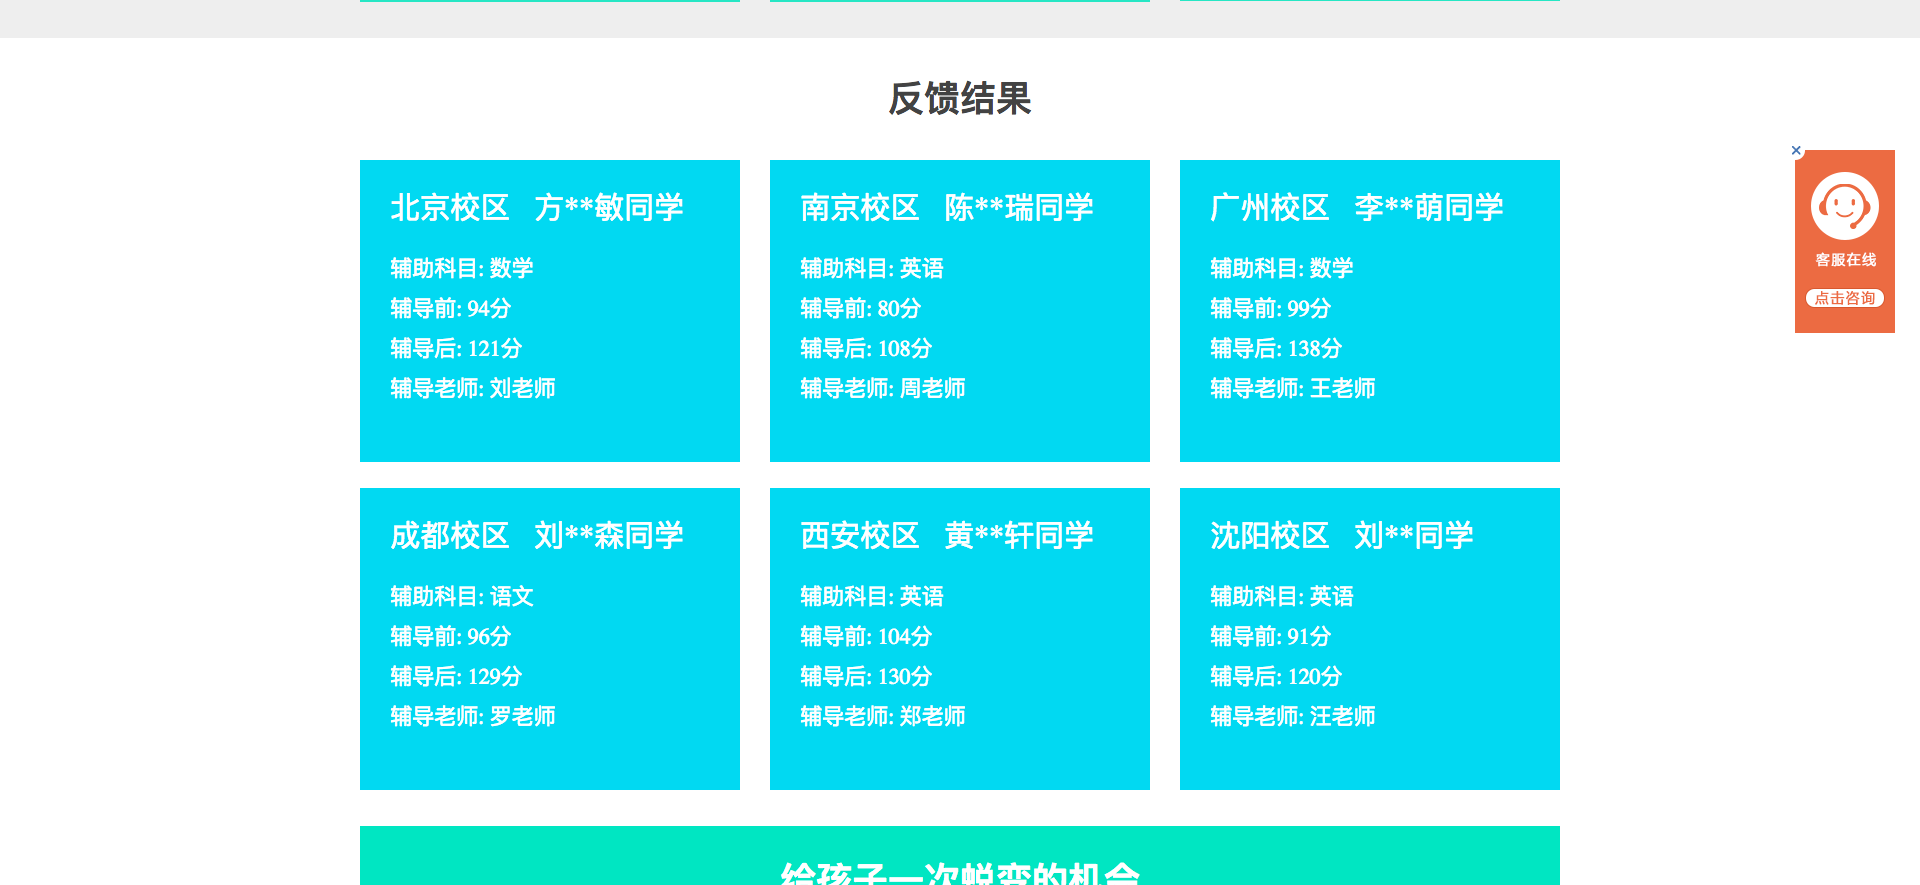 反馈结果
北京校区 方**敏同学
辅助科目: 数学
辅导前: 94分
辅导后: 121分
辅导老师: 刘老师
南京校区 陈**瑞同学
辅助科目: 英语
辅导前: 80分
辅导后: 108分
辅导老师: 周老师
广州校区 李**萌同学
辅助科目: 数学
辅导前: 99分
辅导后: 138分
辅导老师: 王老师
成都校区 刘**森同学
辅助科目: 语文
辅导前: 96分
辅导后: 129分
辅导老师: 罗老师
西安校区 黄**轩同学
辅助科目: 英语
辅导前: 104分
辅导后: 130分
辅导老师: 郑老师
沈阳校区 刘**同学
辅助科目: 英语
辅导前: 91分
辅导后: 120分
辅导老师: 汪老师
给孩子一次蜕变的机会
客服在线
点击咨询